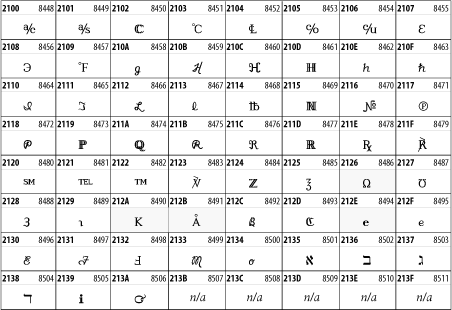 2100 8448 2101 8449 2102 8450 2103 8451 2104 8452 2105 8453 2106 8454 2107 8455
℀ ℁ ℂ ℃ ℄ ℅ ℆ ℇ
2108 8456 2109 8457 210A 8458 210B 8459 210C 8460 210D 8461 210E 8462 210F 8463
℈ ℉ ℊ ℋ ℌ ℍ ℎ ℏ
2110 8464 2111 8465 2112 8466 2113 8467 2114 8468 2115 8469 2116 8470 2117 8471
ℐ ℑ ℒ ℓ ℔ ℕ № ℗
2118 8472 2119 8473 211A 8474 211B 8475 211C 8476 211D 8477 211E 8478 211F 8479
℘ ℙ ℚ ℛ ℜ ℝ ℞ ℟
2120 8480 2121 8481 2122 8482 2123 8483 2124 8484 2125 8485 2126 8486 2127 8487
℠ ℡ ™ ℣ ℤ ℥ Ω ℧
2128 8488 2129 8497 212A 8490 212B 8491 212C 8492 212D 8493 212E 8494 212F 8495
ℨ ℩ K Å ℬ ℭ ℮ ℯ
2130 8496 2131 8497 2132 8498 2133 8499 2134 8500 2135 8501 2136 8502 2137 8503
ℰ ℱ Ⅎ ℳ ℴ ℵ ℶ ℷ
2138 8504 2139 8505 213A 8506 213B 8507 213C 8508 213D 8509 213E 8510 213F 8511
ℸ ℹ ℺ n/a n/a n/a n/a n/a